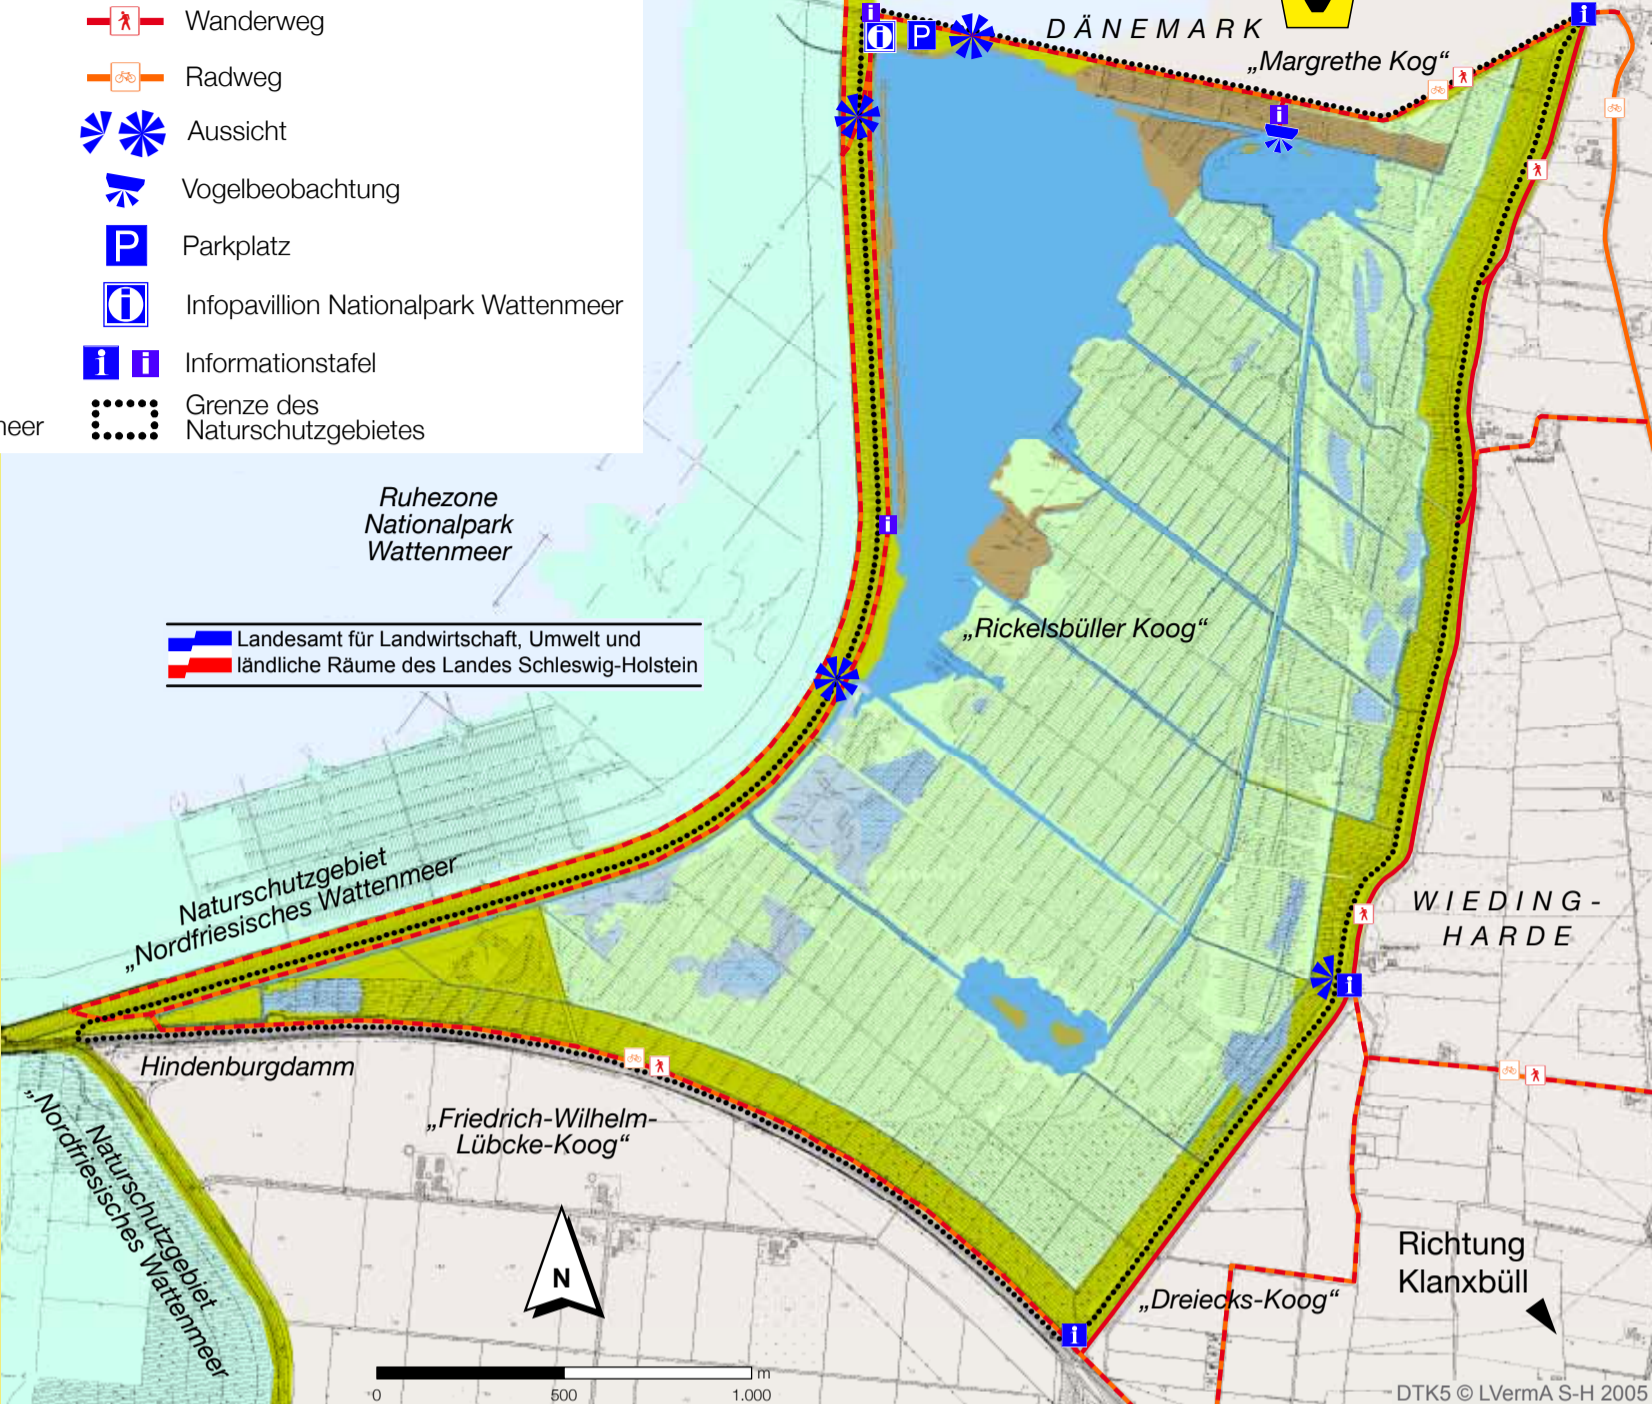 Wanderweg
Radweg
Aussicht
Vogelbeobachtung
P
Parkplatz
i
Infopavillion Nationalpark Wattenmeer
i i
Informationstafel
Grenze des
Naturschutzgebietes
neer
i
i P
DÄNEMARK
„Margrethe Kog“
i
i
Ruhezone
Nationalpark
Wattenmeer
i
Landesamt für Landwirtschaft, Umwelt und
ländliche Räume des Landes Schleswig-Holstein
„Rickelsbüller Koog“
Naturschutzgebiet
„Nordfriesisches Wattenmeer
WIEDING-
HARDE
i
Hindenburgdamm
„Friedrich-Wilhelm-
Lübcke-Koog“
Naturschutzgebiet
„Nordfriesisches Wattenmeer
N
Richtung
Klanxbüll
„Dreiecks-Koog“
i
m
0 500 1.000
DTK5 © LVermA S-H 2005